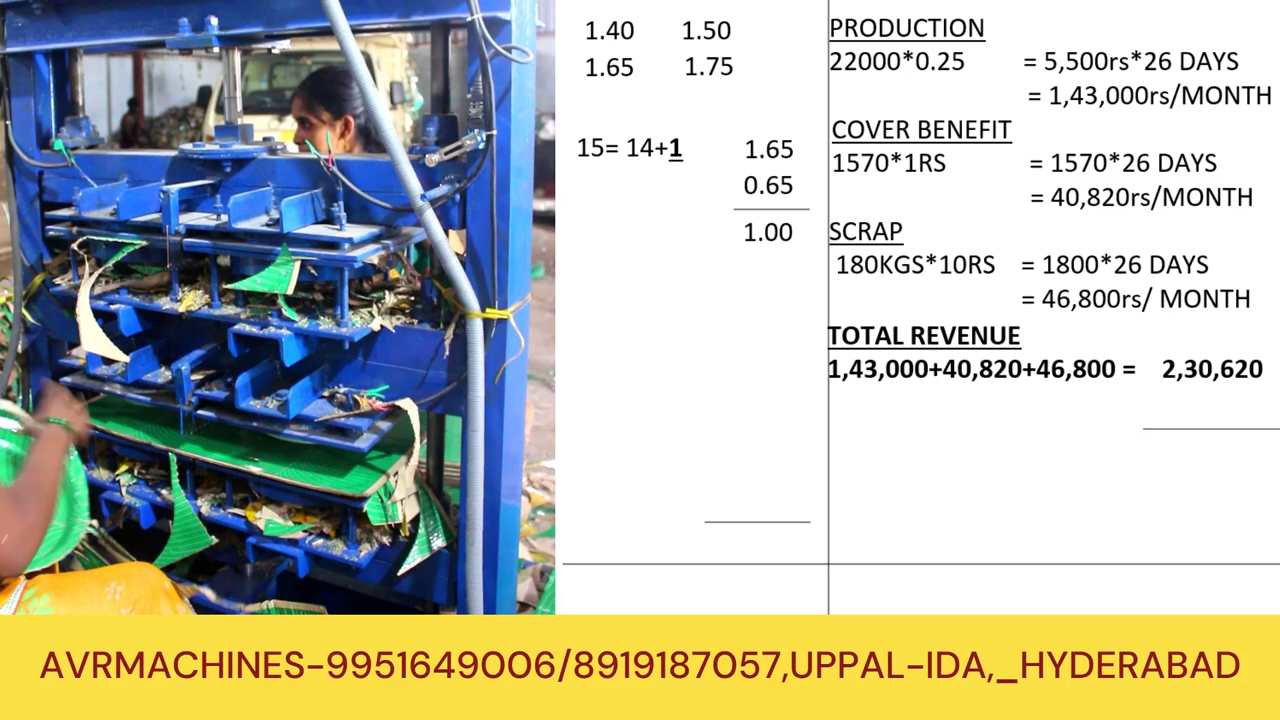 1.40 1.50
1.65 1.75
15= 14+1
1.65
0.65
1.00
PRODUCTION
22000*0.25 = 5,500rs*26 DAYS
= 1,43,000rs/MONTH
COVER BENEFIT
1570*1RS = 1570*26 DAYS
= 40,820rs/MONTH
SCRAP
180KGS*10RS = 1800*26 DAYS
= 46,800rs/ MONTH
TOTAL REVENUE
1,43,000+40,820+46,800 = 2,30,620
AVRMACHINES-9951649006/8919187057,UPPAL-IDA,_HYDERABAD